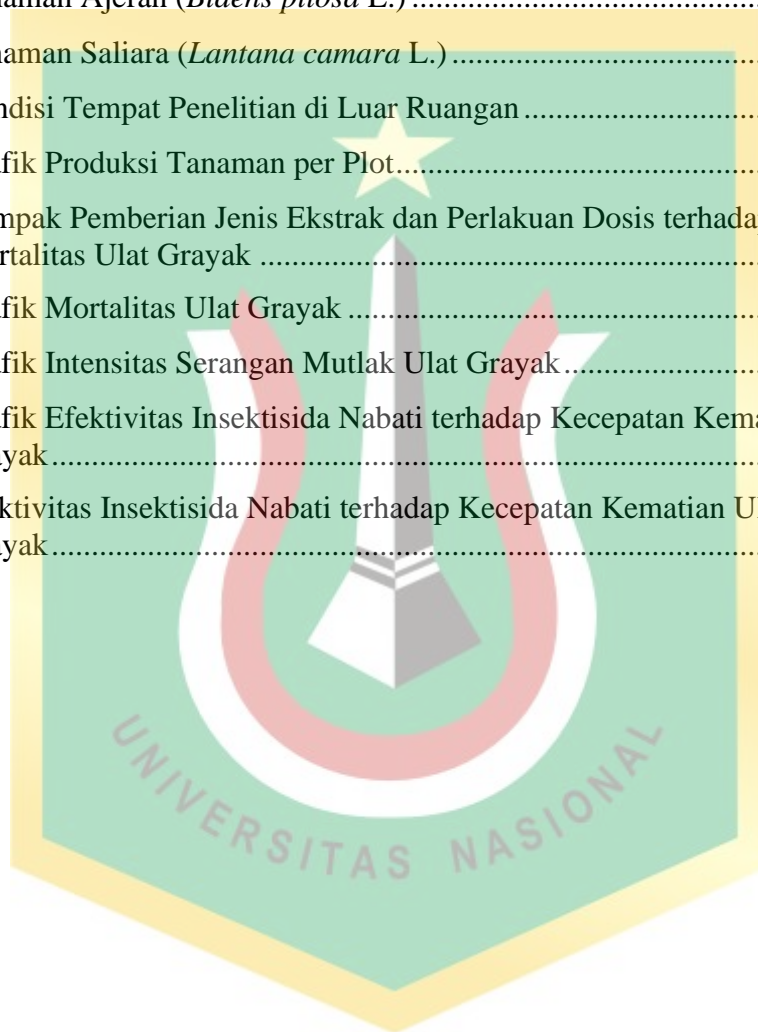 naman Ajeran (Bidens pilosa L.)....................................................
naman Saliara (Lantana camara L.)....................................
ndisi Tempat Penelitian di Luar Ruangan...........................
fik Produksi Tanaman per Plot..........................................
mpak Pemberian Jenis Ekstrak dan Perlakuan Dosis terhada
rtalitas Ulat Grayak............................................................
fik Mortalitas Ulat Grayak.................................................
fik Intensitas Serangan Mutlak Ulat Grayak......................
fik Efektivitas Insektisida Nabati terhadap Kecepatan Kema
yak....................................................................................
ktivitas Insektisida Nabati terhadap Kecepatan Kematian U
yak....................................................................................
UNIVERSITAS NASIONAL